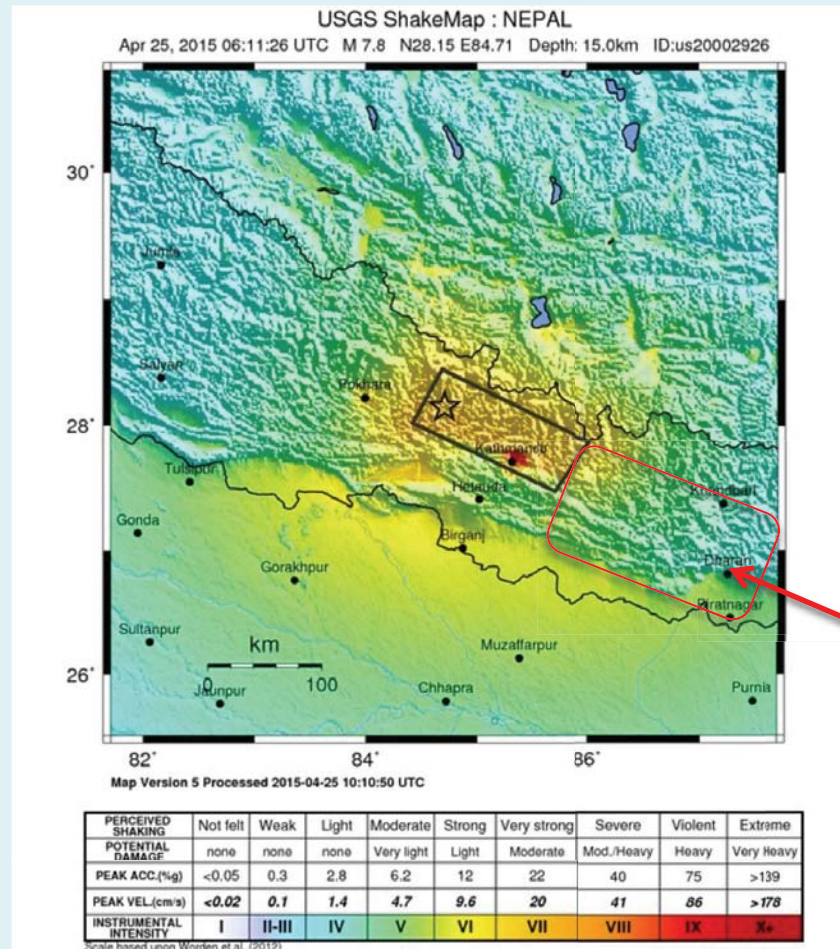 USGS ShakeMap : NEPAL
Apr 25, 2015 06:11:26 UTC M 7.8 N28.15 E84.71 Depth: 15.0km ID:us20002926
30˚
Jumla
Salyan
Pokhara
28˚
Kathmandu
Tulsipur
Hetauda
Khandbari
Gonda
Birganj
Dharan
Gorakhpur
Biratnagar
Sultanpur
km
Muzaffarpur
26˚
0 100
Jaunpur
Chhapra
Purnia
82˚ 84˚ 86˚
Map Version 5 Processed 2015-04-25 10:10:50 UTC
PERCEIVED SHAKING Not felt Weak Light Moderate Strong Very strong Severe Violent Extreme
POTENTIAL DAMAGE none none none Very light Light Moderate Mod./Heavy Heavy Very Heavy
PEAK ACC.(%g) <0.05 0.3 2.8 6.2 12 22 40 75 >139
PEAK VEL.(cm/s) <0.02 0.1 1.4 4.7 9.6 20 41 86 >178
INSTRUMENTAL INTENSITY I II-III IV V VI VII VIII IX X+
Scale based upon Worden et al. (2012)